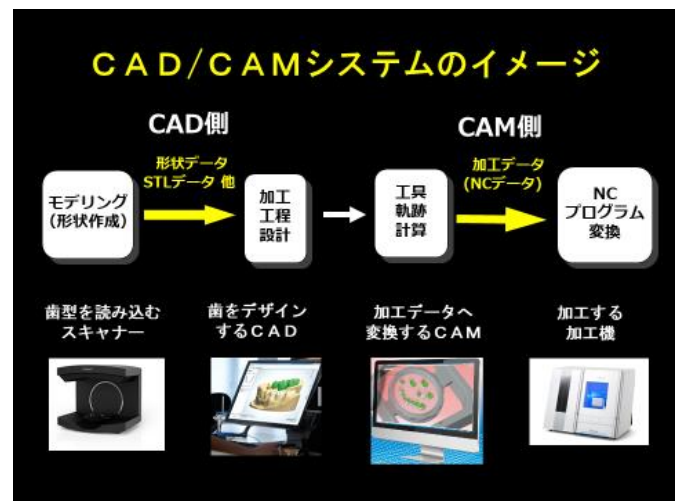 ＣＡＤ/ＣＡＭシステムのイメージ
CAD側
CAM側
形状データ
STLデータ 他
加工データ
(NCデータ)
モデリング
(形状作成)
加工
工程
設計
工具
軌跡
計算
NC
プログラム
変換
歯型を読み込む
スキャナー
歯をデザイン
するＣＡＤ
加工データへ
変換するＣＡＭ
加工する
加工機